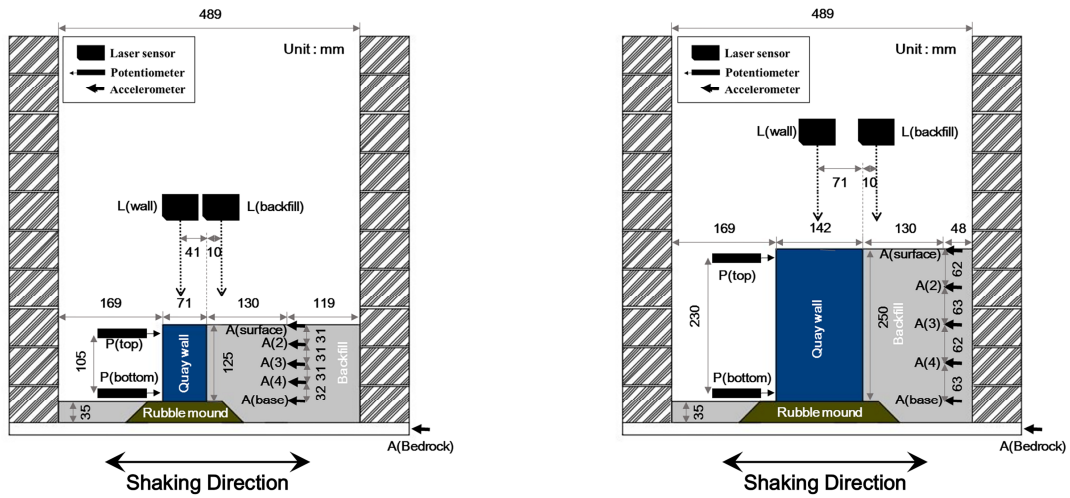 489
Unit : mm
Laser sensor
Potentiometer
Accelerometer
L(wall)
L(backfill)
41
10
169
71
130
119
A(surface)
P(top)
A(2)
A(3)
A(4)
P(bottom)
A(base)
105
Quay wall
125
31
31
31
32
Backfill
35
Rubble mound
A(Bedrock)
Shaking Direction
489
Unit : mm
Laser sensor
Potentiometer
Accelerometer
L(wall)
L(backfill)
71
10
169
142
130
48
A(surface)
P(top)
62
A(2)
63
230
Quay wall
250
Backfill
A(3)
62
A(4)
P(bottom)
63
A(base)
35
Rubble mound
A(Bedrock)
Shaking Direction